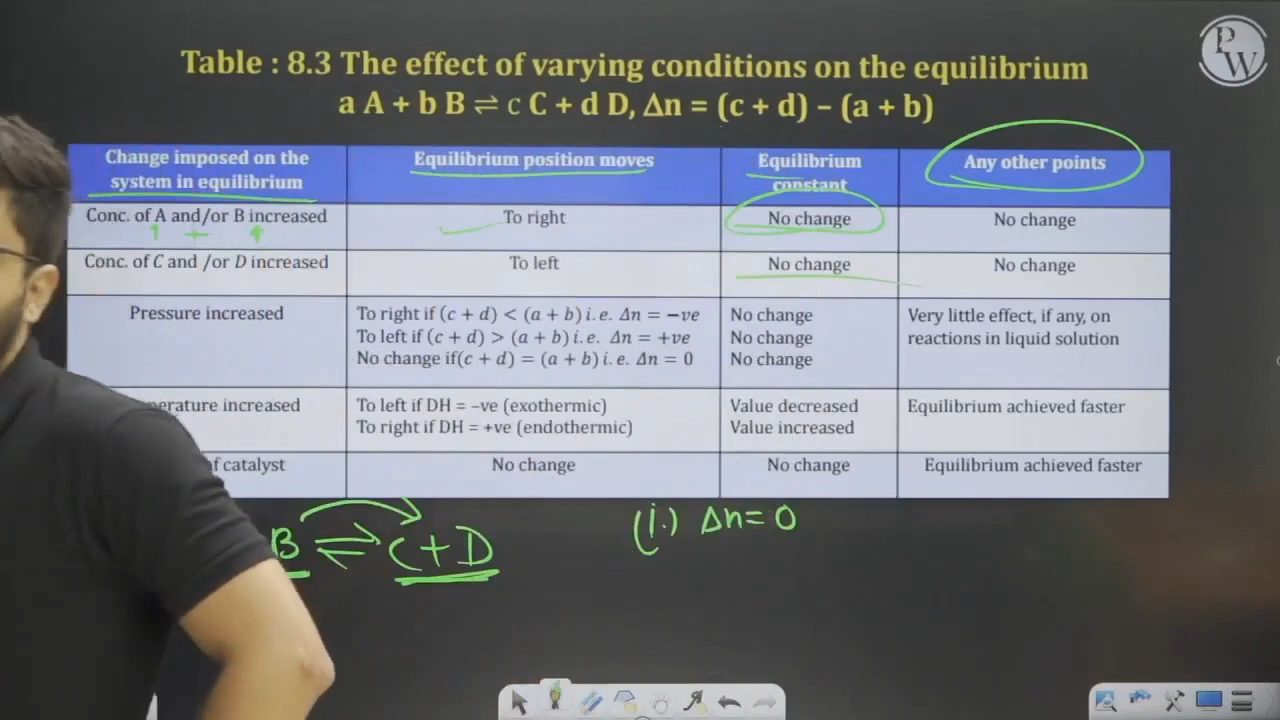 PW
Table : 8.3 The effect of varying conditions on the equilibrium
a A + b B ⇌ c C + d D, Δn = (c + d) – (a + b)
Change imposed on the system in equilibrium
Equilibrium position moves
Equilibrium constant
Any other points
Conc. of A and/or B increased
To right
No change
No change
Conc. of C and /or D increased
To left
No change
No change
Pressure increased
To right if (c + d) < (a + b) i.e. Δn = −ve
To left if (c + d) > (a + b) i.e. Δn = +ve
No change if(c + d) = (a + b) i.e. Δn = 0
No change
No change
No change
Very little effect, if any, on
reactions in liquid solution
erature increased
To left if DH = −ve (exothermic)
To right if DH = +ve (endothermic)
Value decreased
Value increased
Equilibrium achieved faster
of catalyst
No change
No change
Equilibrium achieved faster
B ⇌ C + D
(i.) Δn = 0